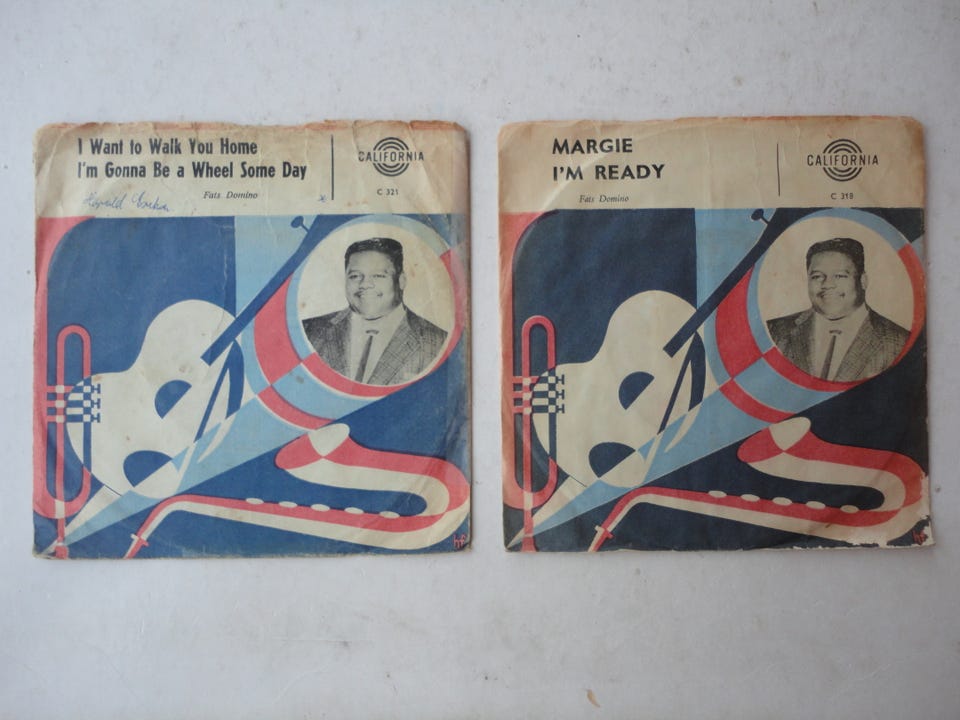 I Want to Walk You Home
I'm Gonna Be a Wheel Some Day
Fats Domino
CALIFORNIA
C 321
MARGIE
I'M READY
Fats Domino
CALIFORNIA
C 318